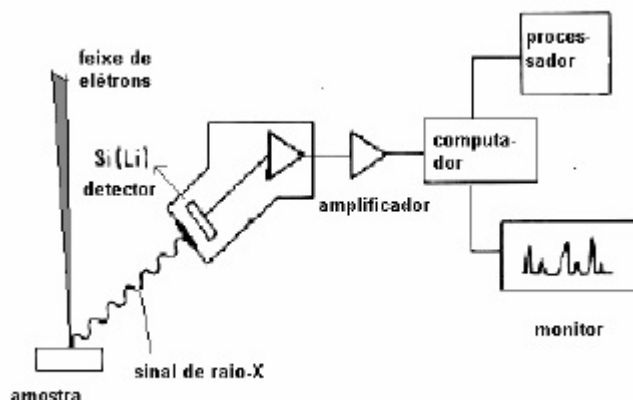 feixe de
elétrons
proces-
sador
Si(Li)
detector
computa-
dor
amplificador
monitor
sinal de raio-X
amostra